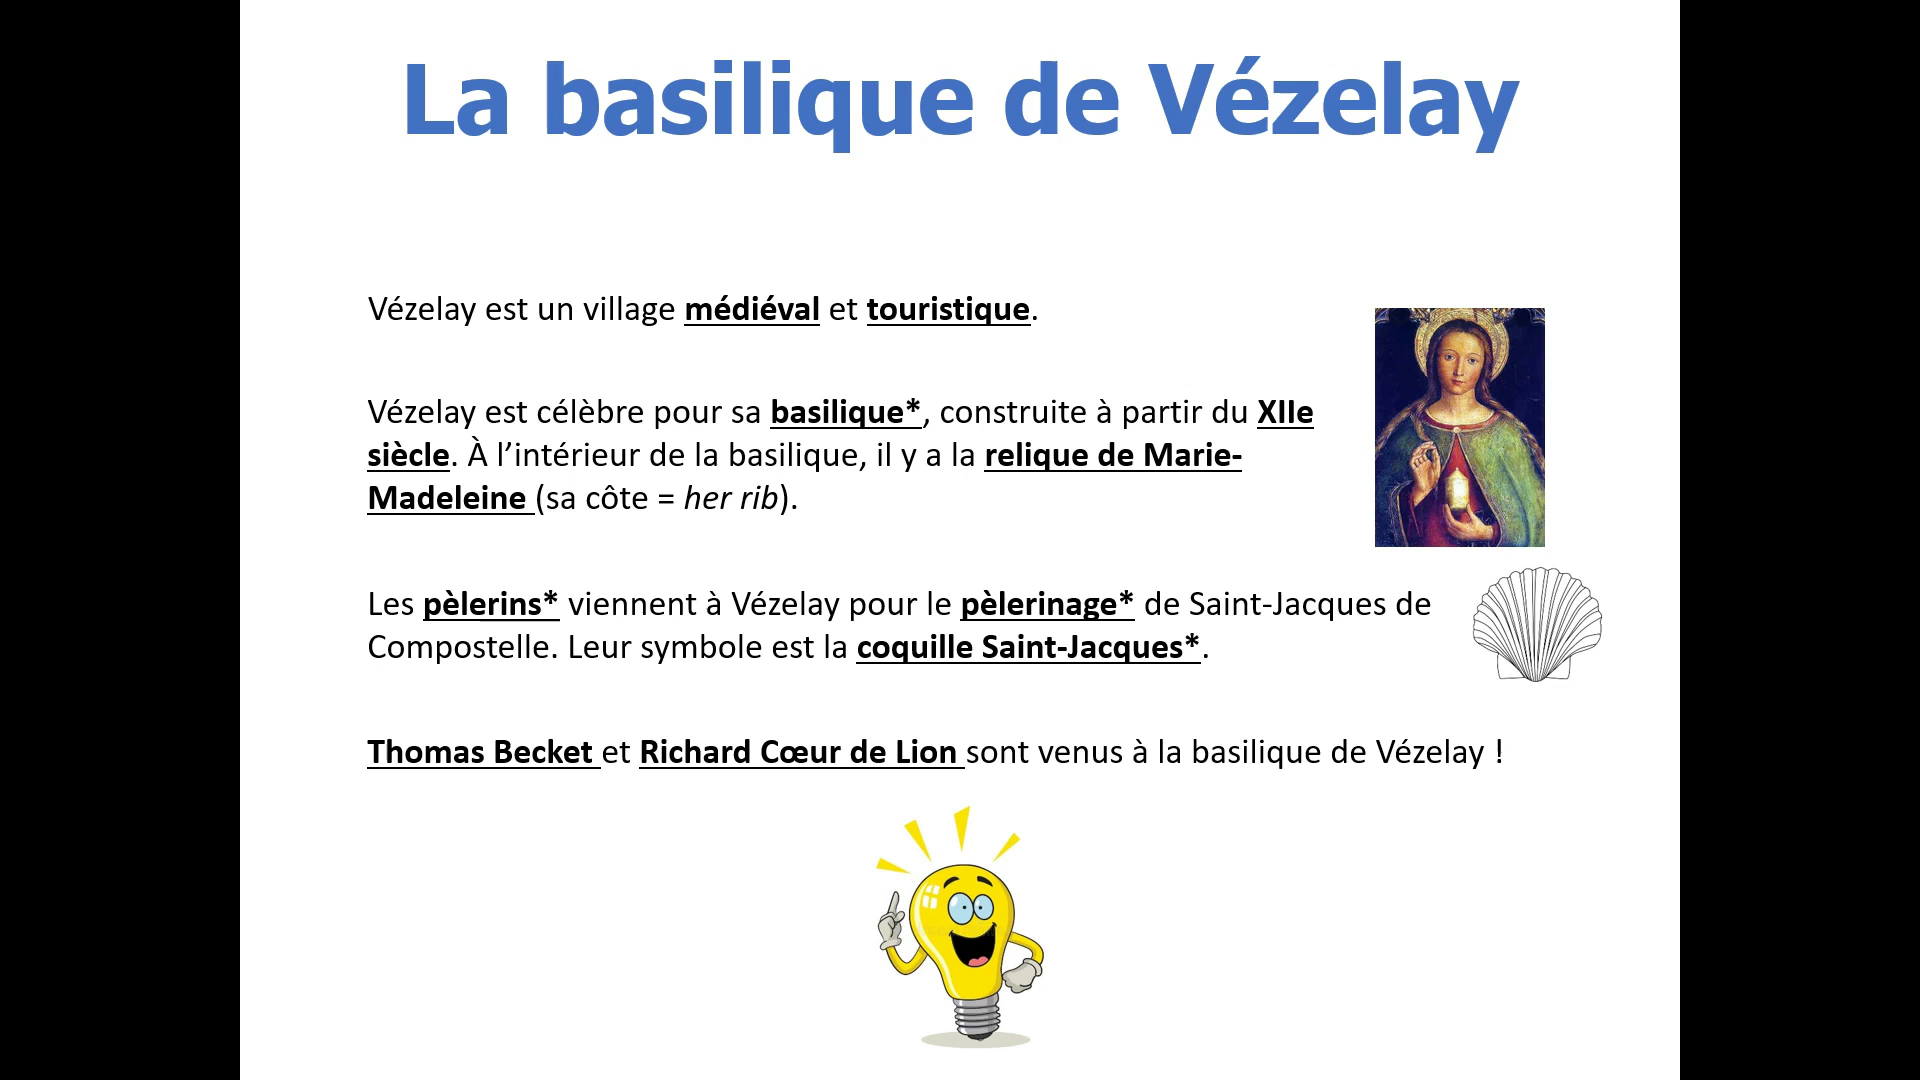 La basilique de Vézelay
Vézelay est un village médiéval et touristique.
Vézelay est célèbre pour sa basilique*, construite à partir du XIIe
siècle. À l’intérieur de la basilique, il y a la relique de Marie-
Madeleine (sa côte = her rib).
Les pèlerins* viennent à Vézelay pour le pèlerinage* de Saint-Jacques de
Compostelle. Leur symbole est la coquille Saint-Jacques*.
Thomas Becket et Richard Cœur de Lion sont venus à la basilique de Vézelay !